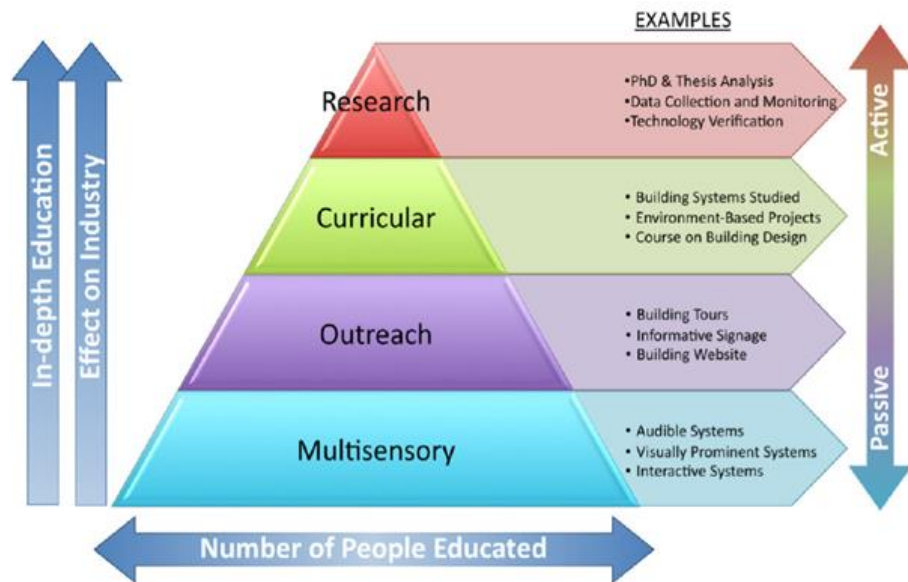 EXAMPLES
Research
•PhD & Thesis Analysis
•Data Collection and Monitoring
•Technology Verification
Curricular
• Building Systems Studied
• Environment-Based Projects
• Course on Building Design
Outreach
• Building Tours
• Informative Signage
• Building Website
Multisensory
• Audible Systems
• Visually Prominent Systems
• Interactive Systems
In-depth Education
Effect on Industry
Active
Passive
Number of People Educated